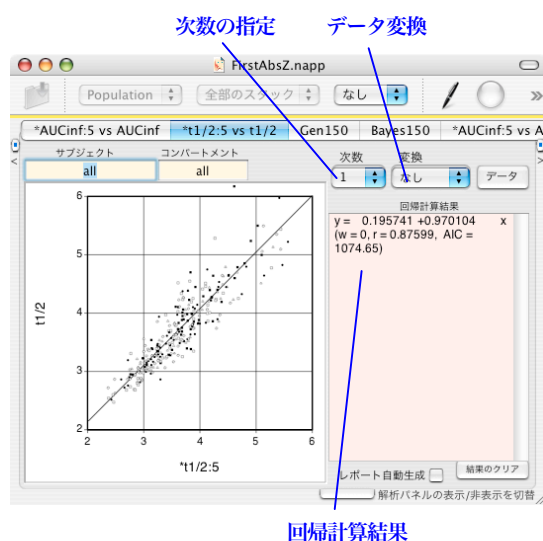 次数の指定 データ変換
FirstAbsZ.napp
Population 全部のスタック なし
*AUCinf:5 vs AUCinf *t1/2:5 vs t1/2 Gen150 Bayes150 *AUCinf:5 vs A
サブジェクト コンパートメント 次数 変換
all all 1 なし データ
回帰計算結果
y = 0.195741 +0.970104 x
(w = 0, r = 0.87599, AIC =
1074.65)
6
5
4
3
2
t1/2
2 3 4 5 6
*t1/2:5
レポート自動生成 結果のクリア
解析パネルの表示/非表示を切替
回帰計算結果